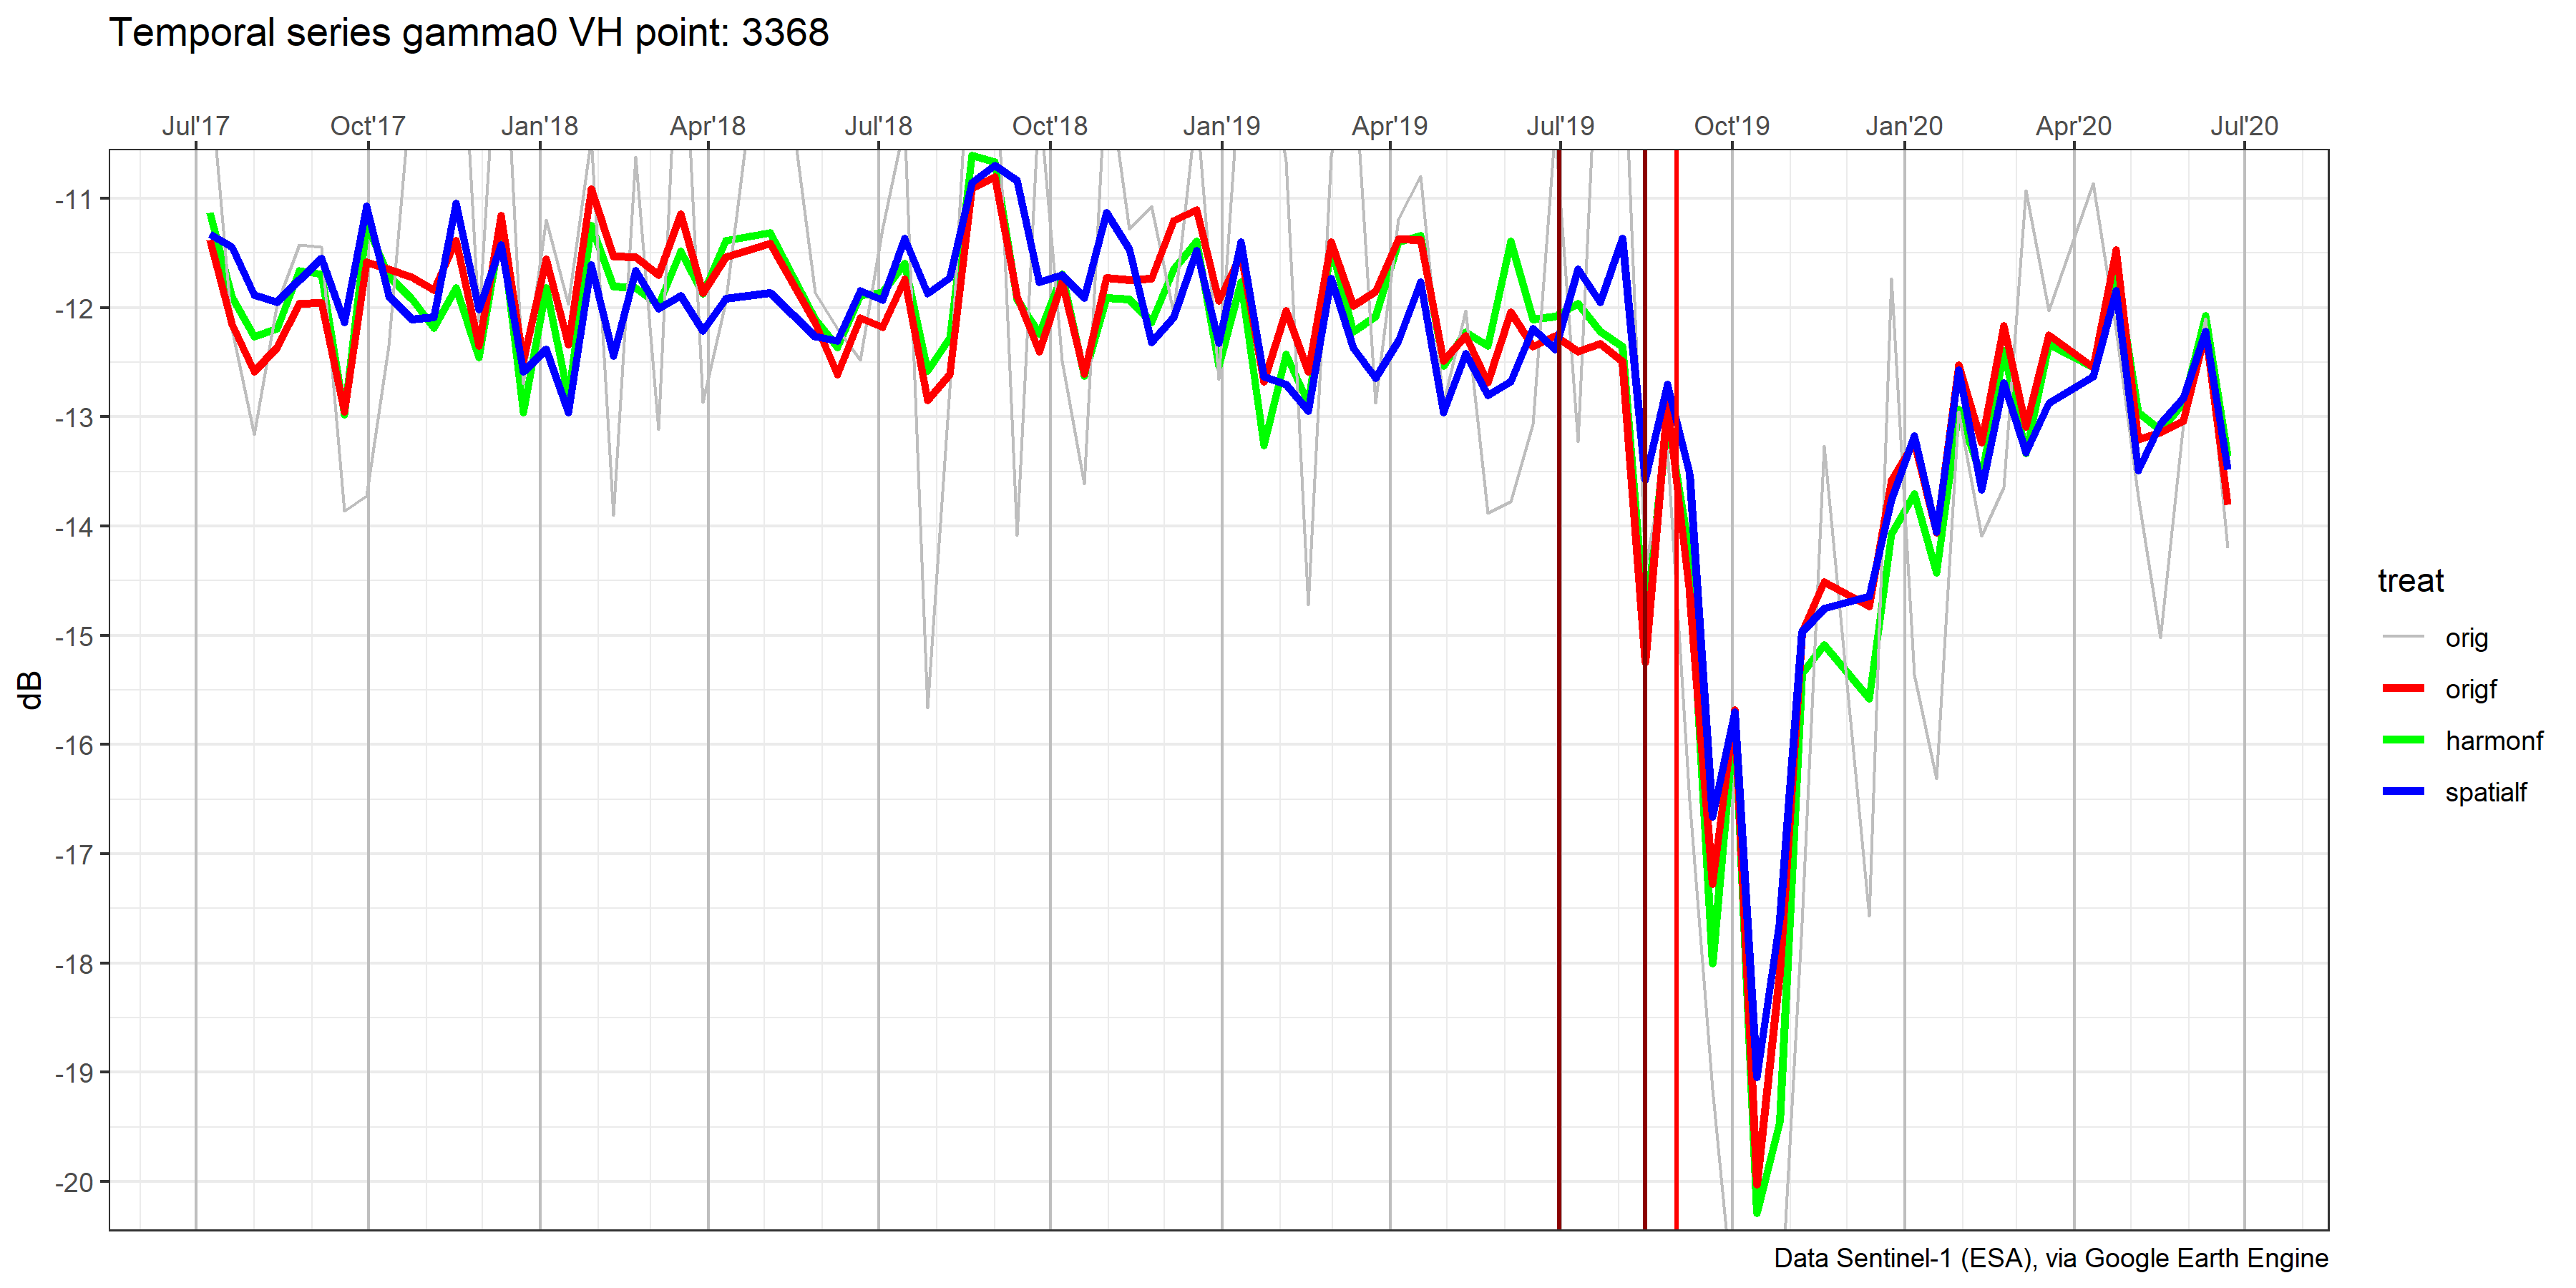 Temporal series gamma0 VH point: 3368
Jul'17 Oct'17 Jan'18 Apr'18 Jul'18 Oct'18 Jan'19 Apr'19 Jul'19 Oct'19 Jan'20 Apr'20 Jul'20
-11
-12
-13
-14
-15
-16
-17
-18
-19
-20
dB
treat
orig
origf
harmonf
spatialf
Data Sentinel-1 (ESA), via Google Earth Engine